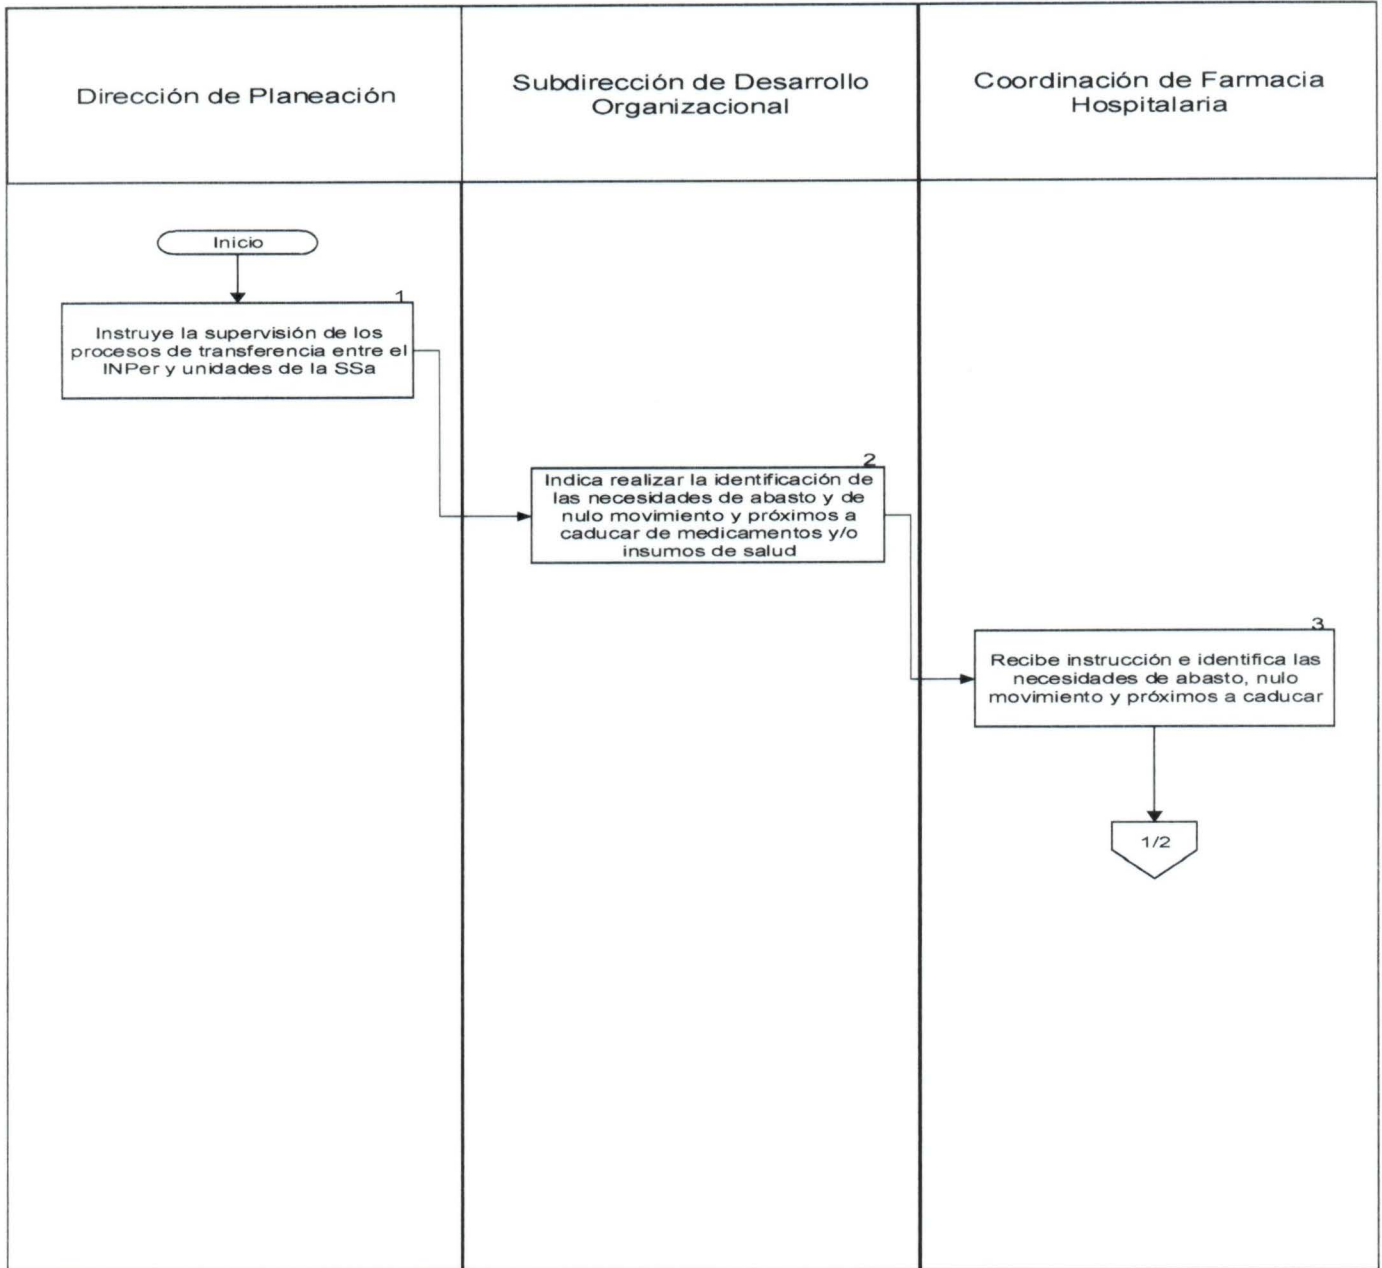 Dirección de Planeación
Subdirección de Desarrollo
Organizacional
Coordinación de Farmacia
Hospitalaria
Inicio
1
Instruye la supervisión de los
procesos de transferencia entre el
INPer y unidades de la SSa
2
Indica realizar la identificación de
las necesidades de abasto y de
nulo movimiento y próximos a
caducar de medicamentos y/o
insumos de salud
3
Recibe instrucción e identifica las
necesidades de abasto, nulo
movimiento y próximos a caducar
1/2